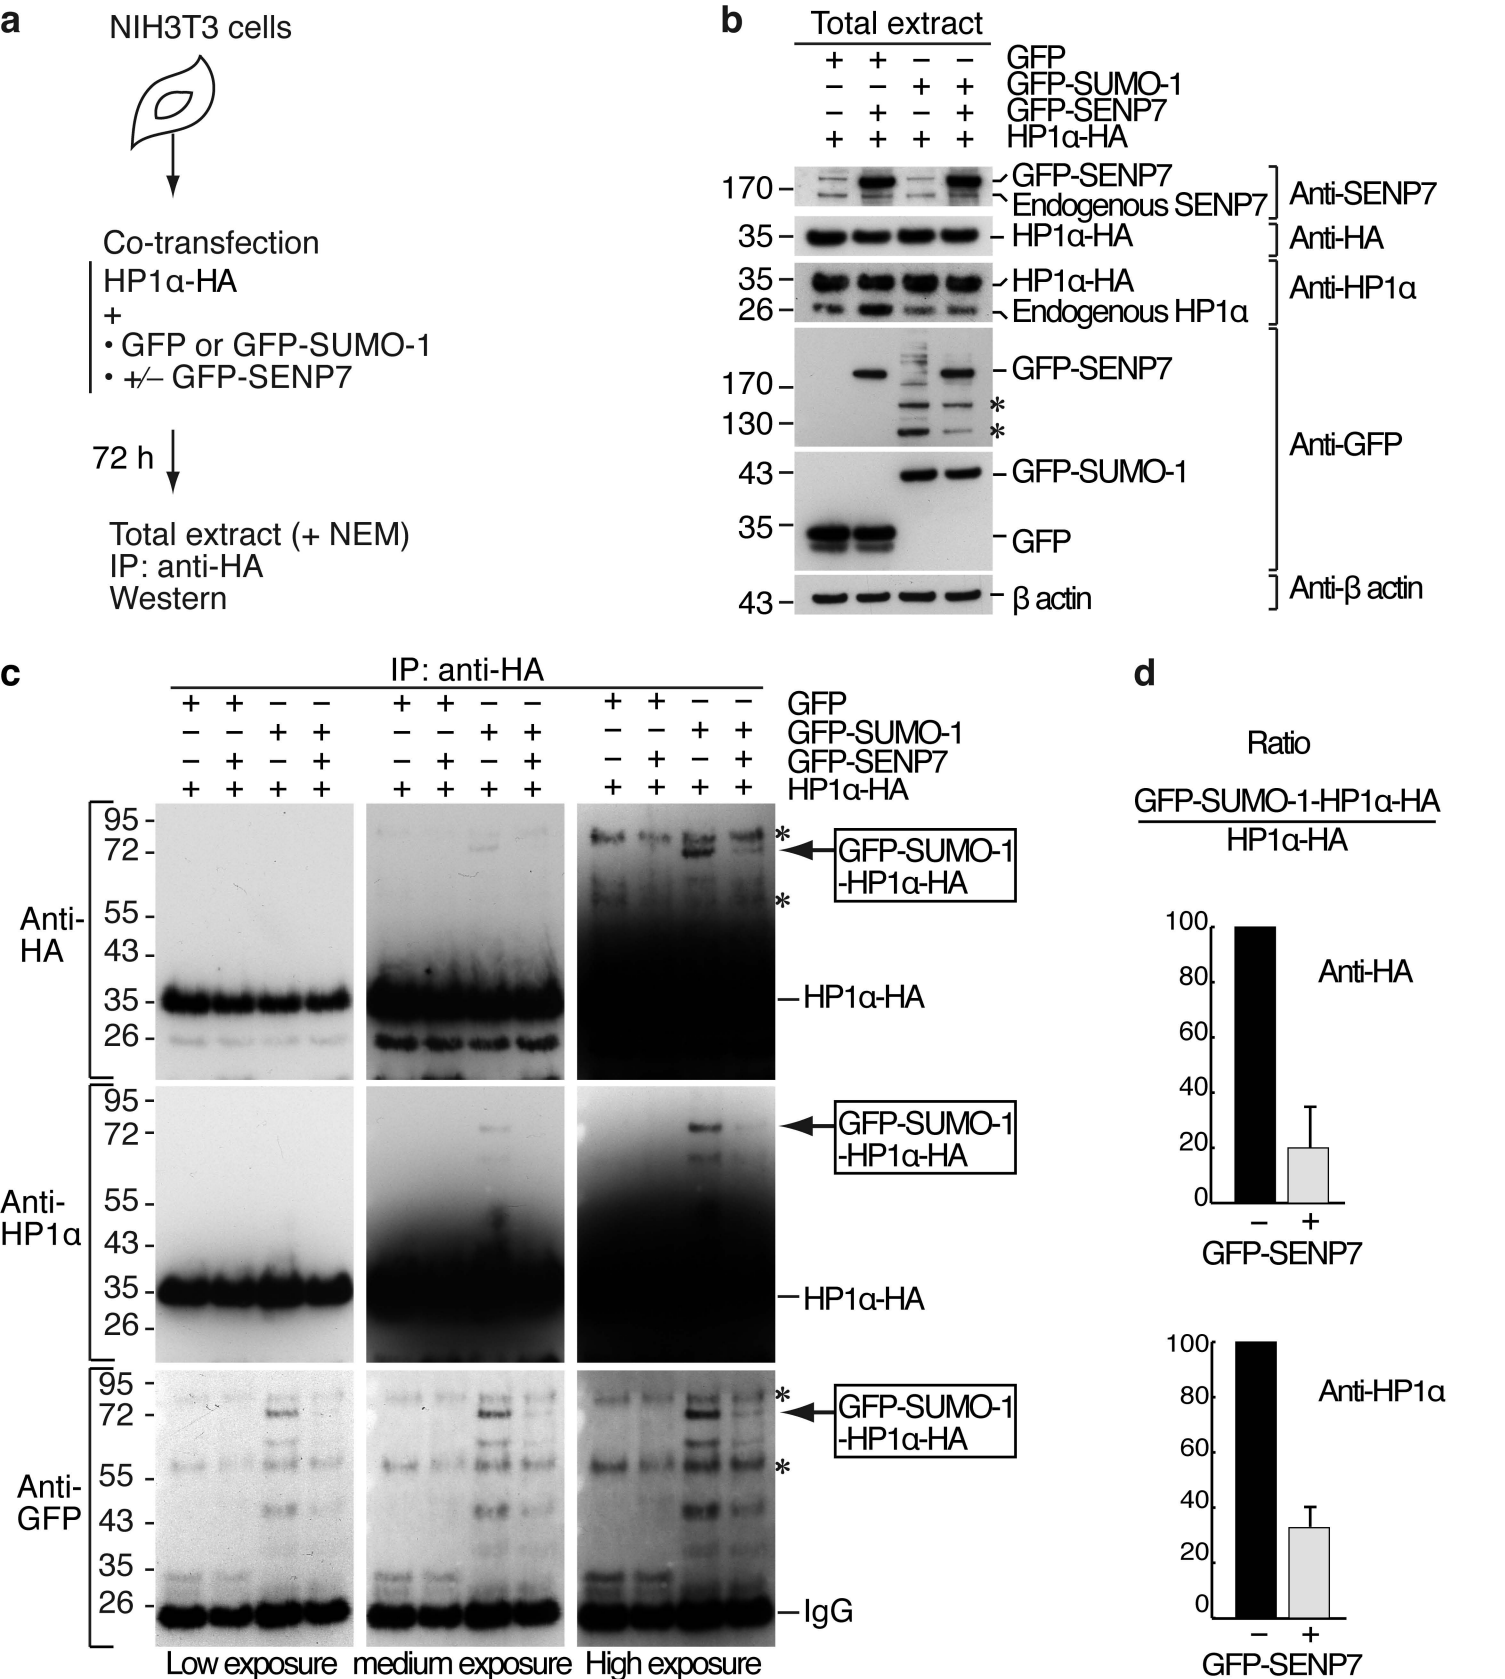 a
NIH3T3 cells
Co-transfection
HP1α-HA
+
• GFP or GFP-SUMO-1
• +/− GFP-SENP7
72 h
Total extract (+ NEM)
IP: anti-HA
Western
b
Total extract
+ + − − GFP
− − + + GFP-SUMO-1
− + − + GFP-SENP7
+ + + + HP1α-HA
170 GFP-SENP7
Endogenous SENP7
Anti-SENP7
35 HP1α-HA Anti-HA
35 HP1α-HA
26 Endogenous HP1α
Anti-HP1α
GFP-SENP7
170
*
130
*
Anti-GFP
43 GFP-SUMO-1
35
GFP
43 β actin Anti-β actin
c
IP: anti-HA
+ + − − + + − − + + − − GFP
− − + + − − + + − − + + GFP-SUMO-1
− + − + − + − + − + − + GFP-SENP7
+ + + + + + + + + + + + HP1α-HA
Anti-
HA
95
72
55
43
35
26
*
GFP-SUMO-1
-HP1α-HA
*
HP1α-HA
Anti-
HP1α
95
72
55
43
35
26
GFP-SUMO-1
-HP1α-HA
HP1α-HA
Anti-
GFP
95
72
55
43
35
26
*
GFP-SUMO-1
-HP1α-HA
*
IgG
Low exposure medium exposure High exposure
d
Ratio
GFP-SUMO-1-HP1α-HA
HP1α-HA
100
80
60
40
20
0
Anti-HA
− +
GFP-SENP7
100
80
60
40
20
0
Anti-HP1α
− +
GFP-SENP7